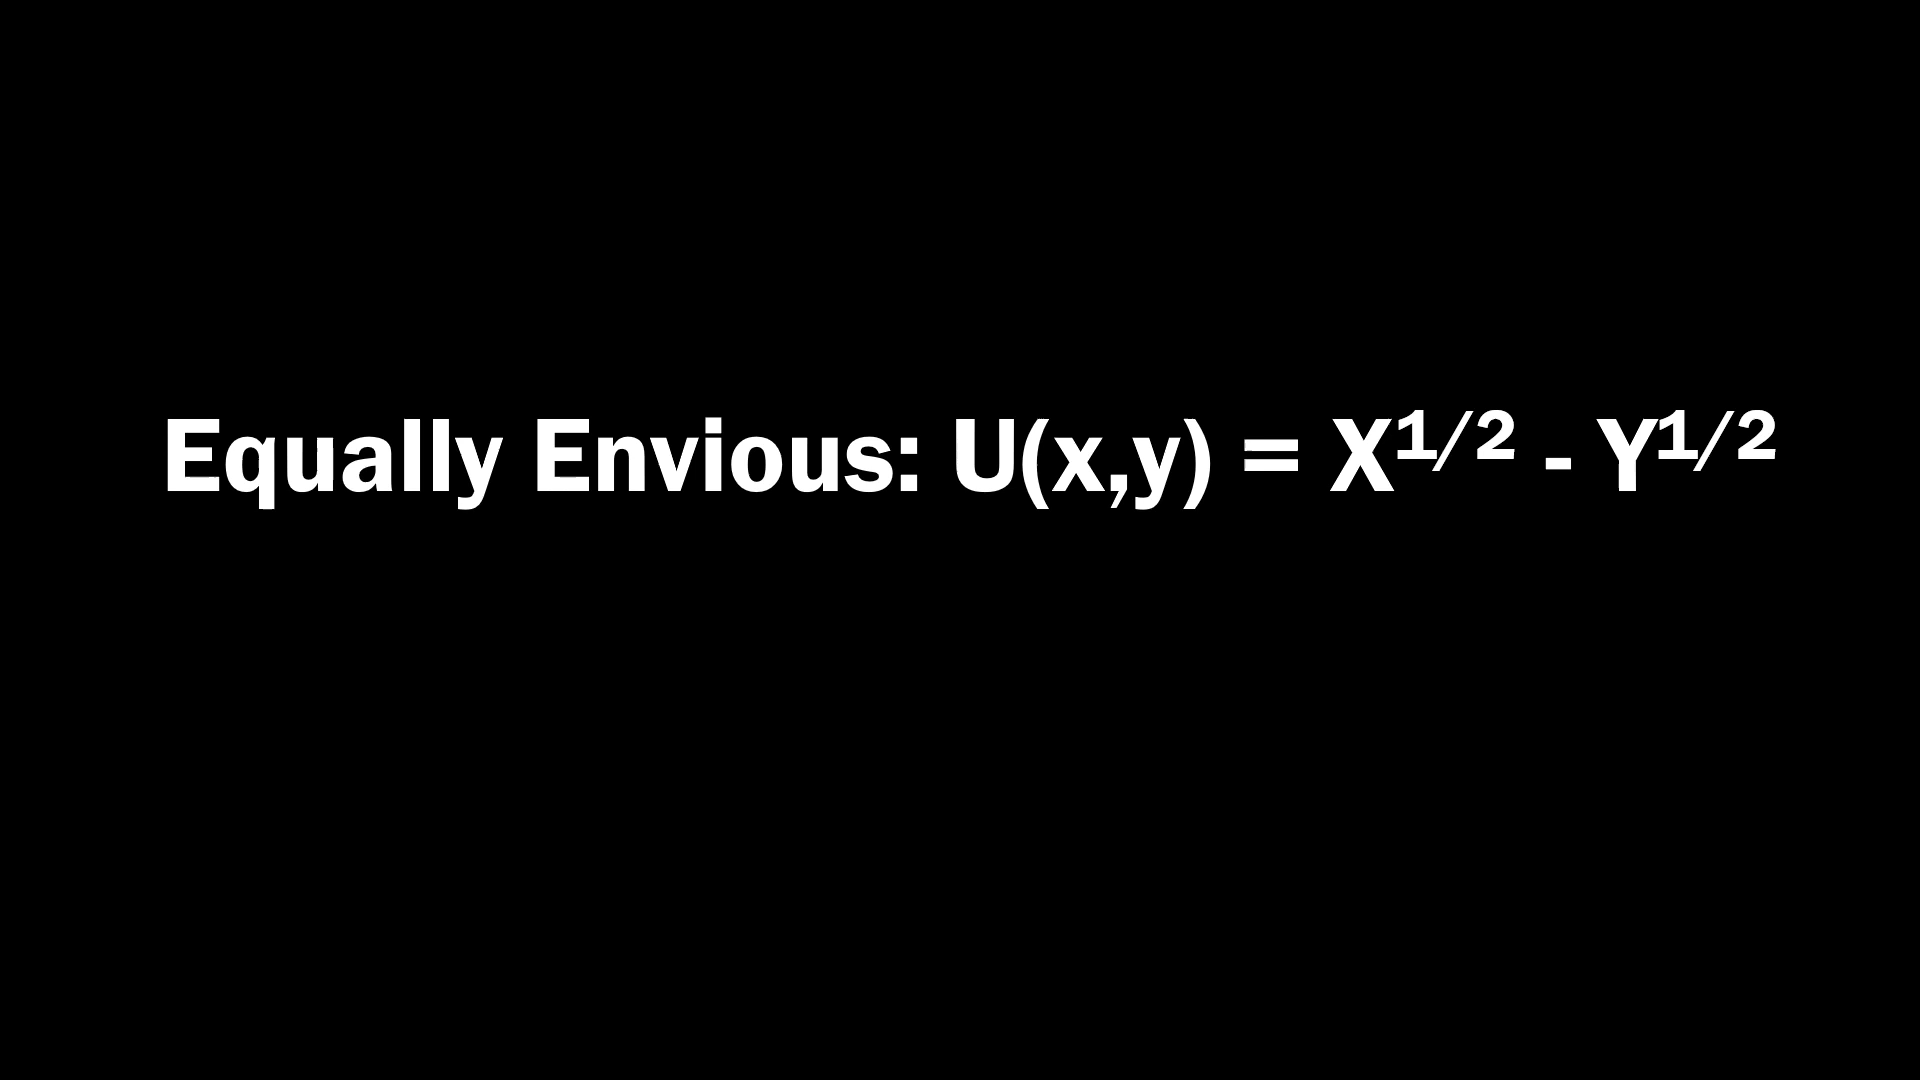 Equally Envious: U(x,y) = X¹⁄² - Y¹⁄²